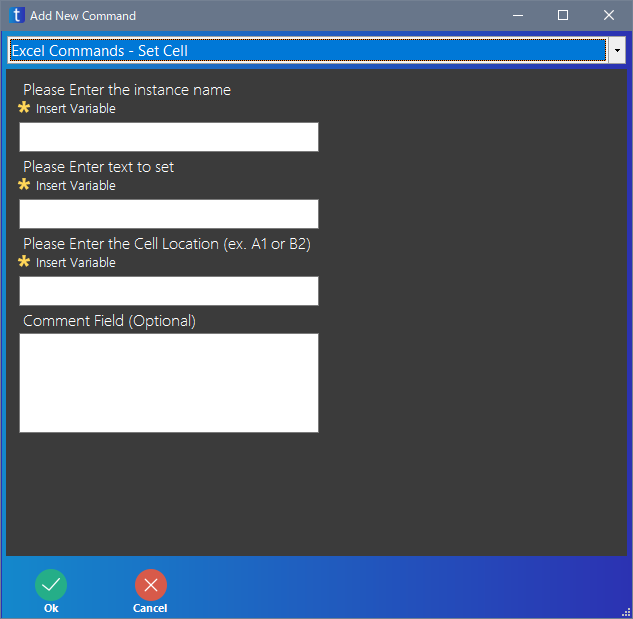 t Add New Command
Excel Commands - Set Cell
Please Enter the instance name
Insert Variable
Please Enter text to set
Insert Variable
Please Enter the Cell Location (ex. A1 or B2)
Insert Variable
Comment Field (Optional)
Ok Cancel